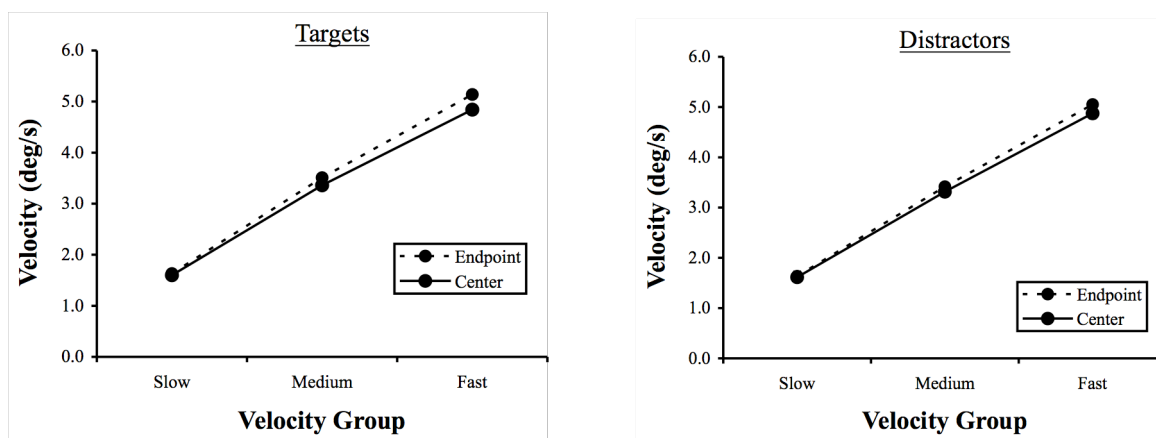 Targets
6.0
5.0
4.0
3.0
2.0
1.0
0.0
Velocity (deg/s)
Endpoint
Center
Slow Medium Fast
Velocity Group
Distractors
6.0
5.0
4.0
3.0
2.0
1.0
0.0
Velocity (deg/s)
Endpoint
Center
Slow Medium Fast
Velocity Group